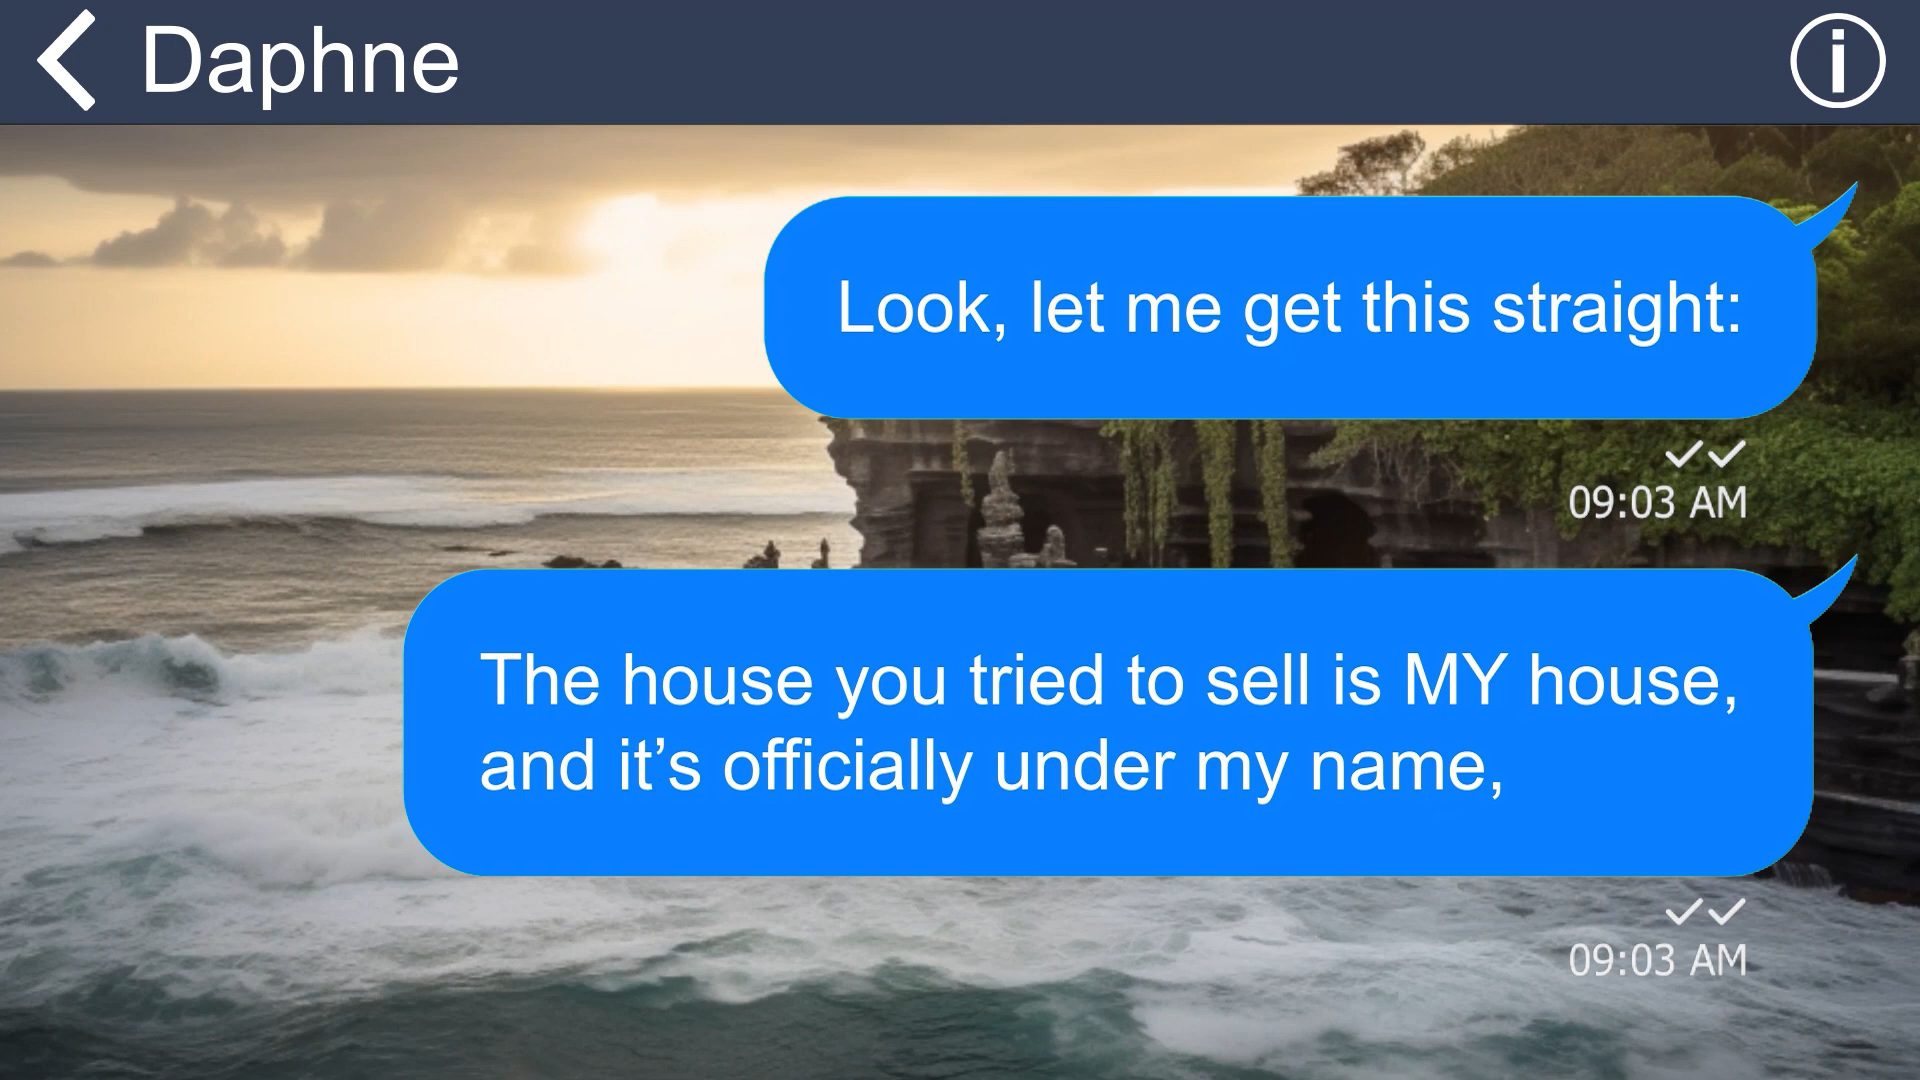 Daphne
Look, let me get this straight:
09:03 AM
The house you tried to sell is MY house,
and it’s officially under my name,
09:03 AM